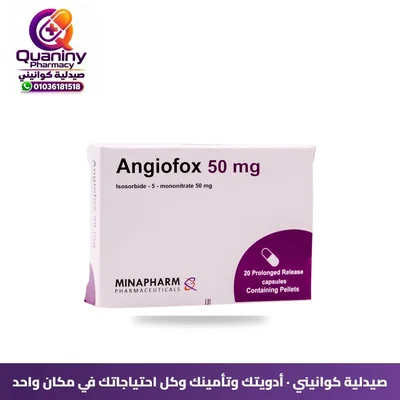 Quaniny
Pharmacy
صيدلية كوانيني
01036181518
Angiofox 50 mg
Isosorbide - 5 - mononitrate 50 mg
20 Prolonged Release
capsules
Containing Pellets
MINAPHARM
PHARMACEUTICALS
صيدلية كوانيني · أدويتك وتأمينك وكل احتياجاتك في مكان واحد